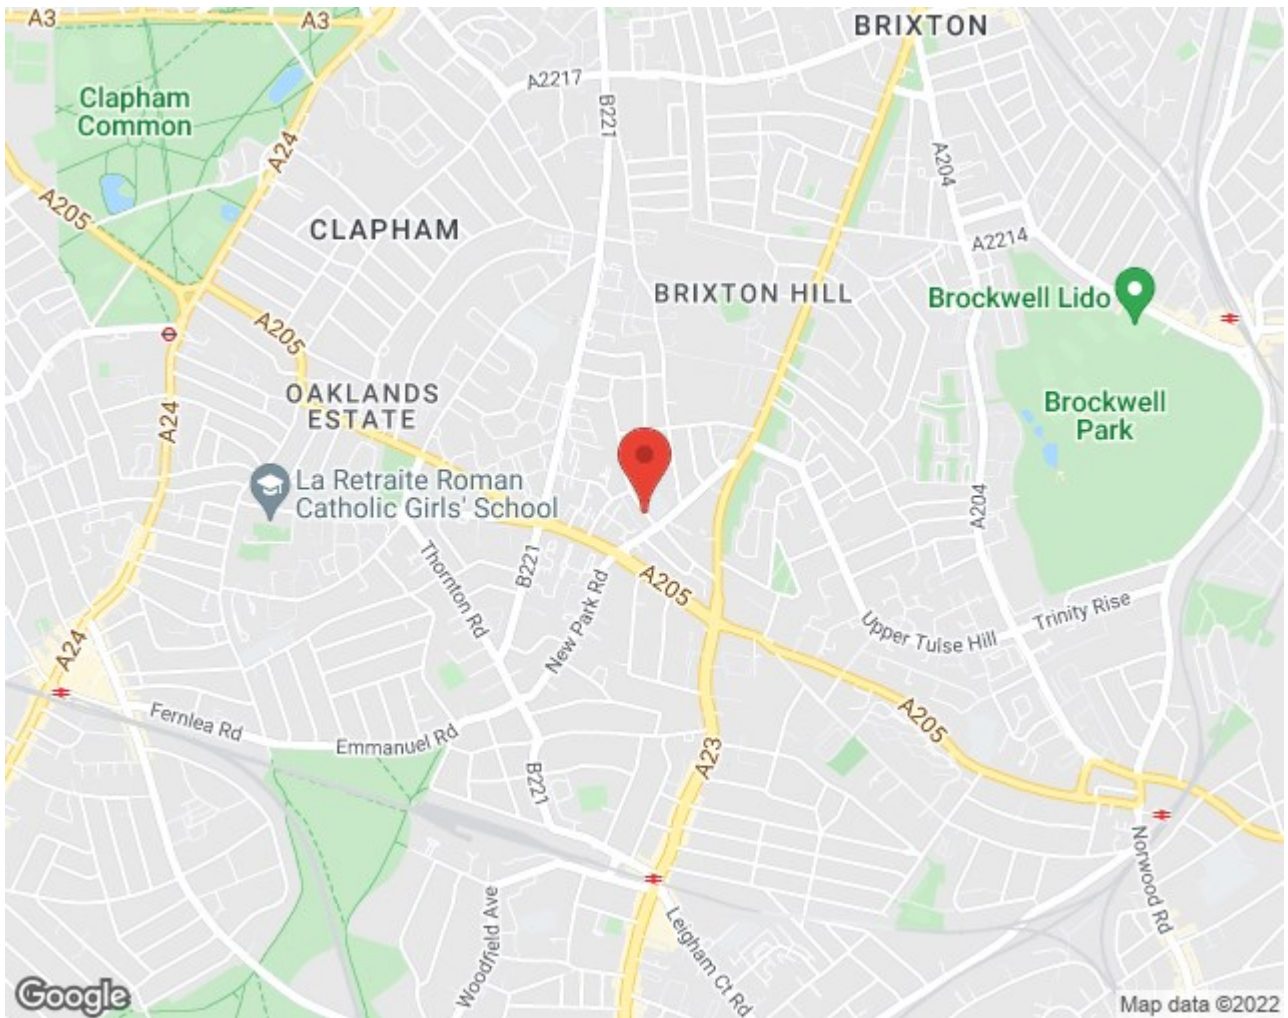 A3
A3
BRIXTON
A2217
Clapham
Common
B221
A24
A204
A205
CLAPHAM
A2214
BRIXTON HILL
Brockwell Lido
A205
OAKLANDS
ESTATE
Brockwell
Park
A24
La Retraite Roman
Catholic Girls' School
A204
Thornton Rd
B221
New Park Rd
A205
Upper Tulse Hill
Trinity Rise
A24
Fernlea Rd
Emmanuel Rd
A205
A23
B221
Norwood Rd
Woodfield Ave
Leigham Ct Rd
Google
Map data ©2022